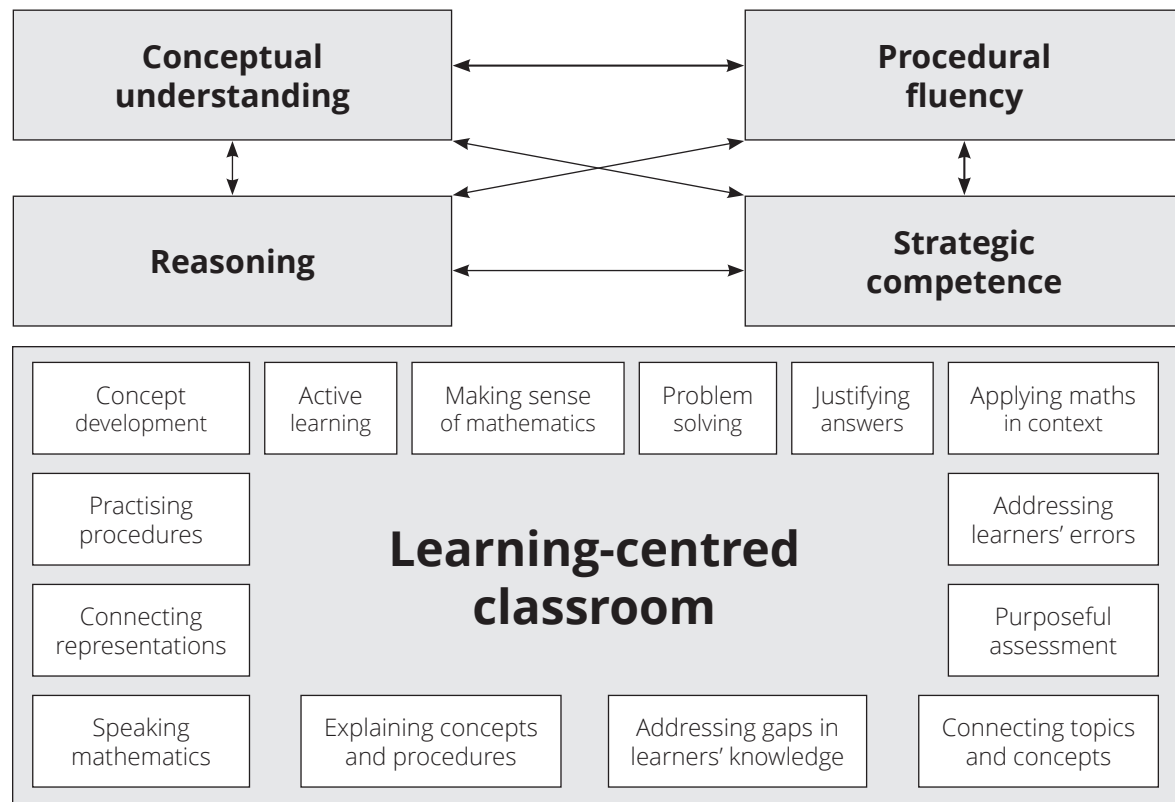 Conceptual
understanding
Procedural
fluency
Reasoning
Strategic
competence
Concept
development
Active
learning
Making sense
of mathematics
Problem
solving
Justifying
answers
Applying maths
in context
Practising
procedures
Addressing
learners’ errors
Learning-centred
classroom
Connecting
representations
Purposeful
assessment
Speaking
mathematics
Explaining concepts
and procedures
Addressing gaps in
learners’ knowledge
Connecting topics
and concepts